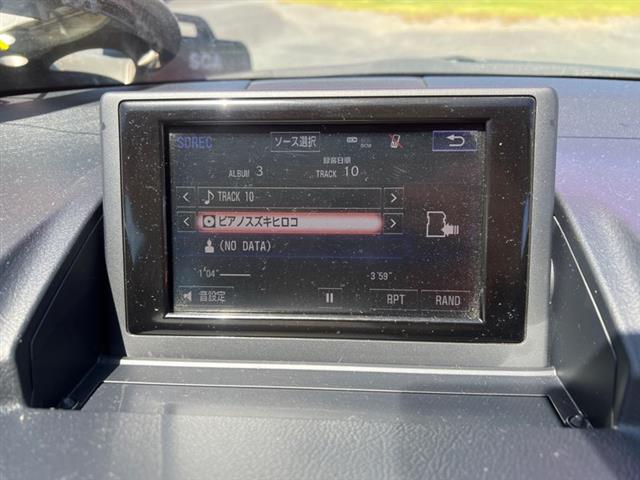 SDREC ソース選択
録音日順
ALBUM 3 TRACK 10
TRACK 10
ピアノスズキヒロコ
(NO DATA)
1'04" -3'59"
音設定 RPT RAND